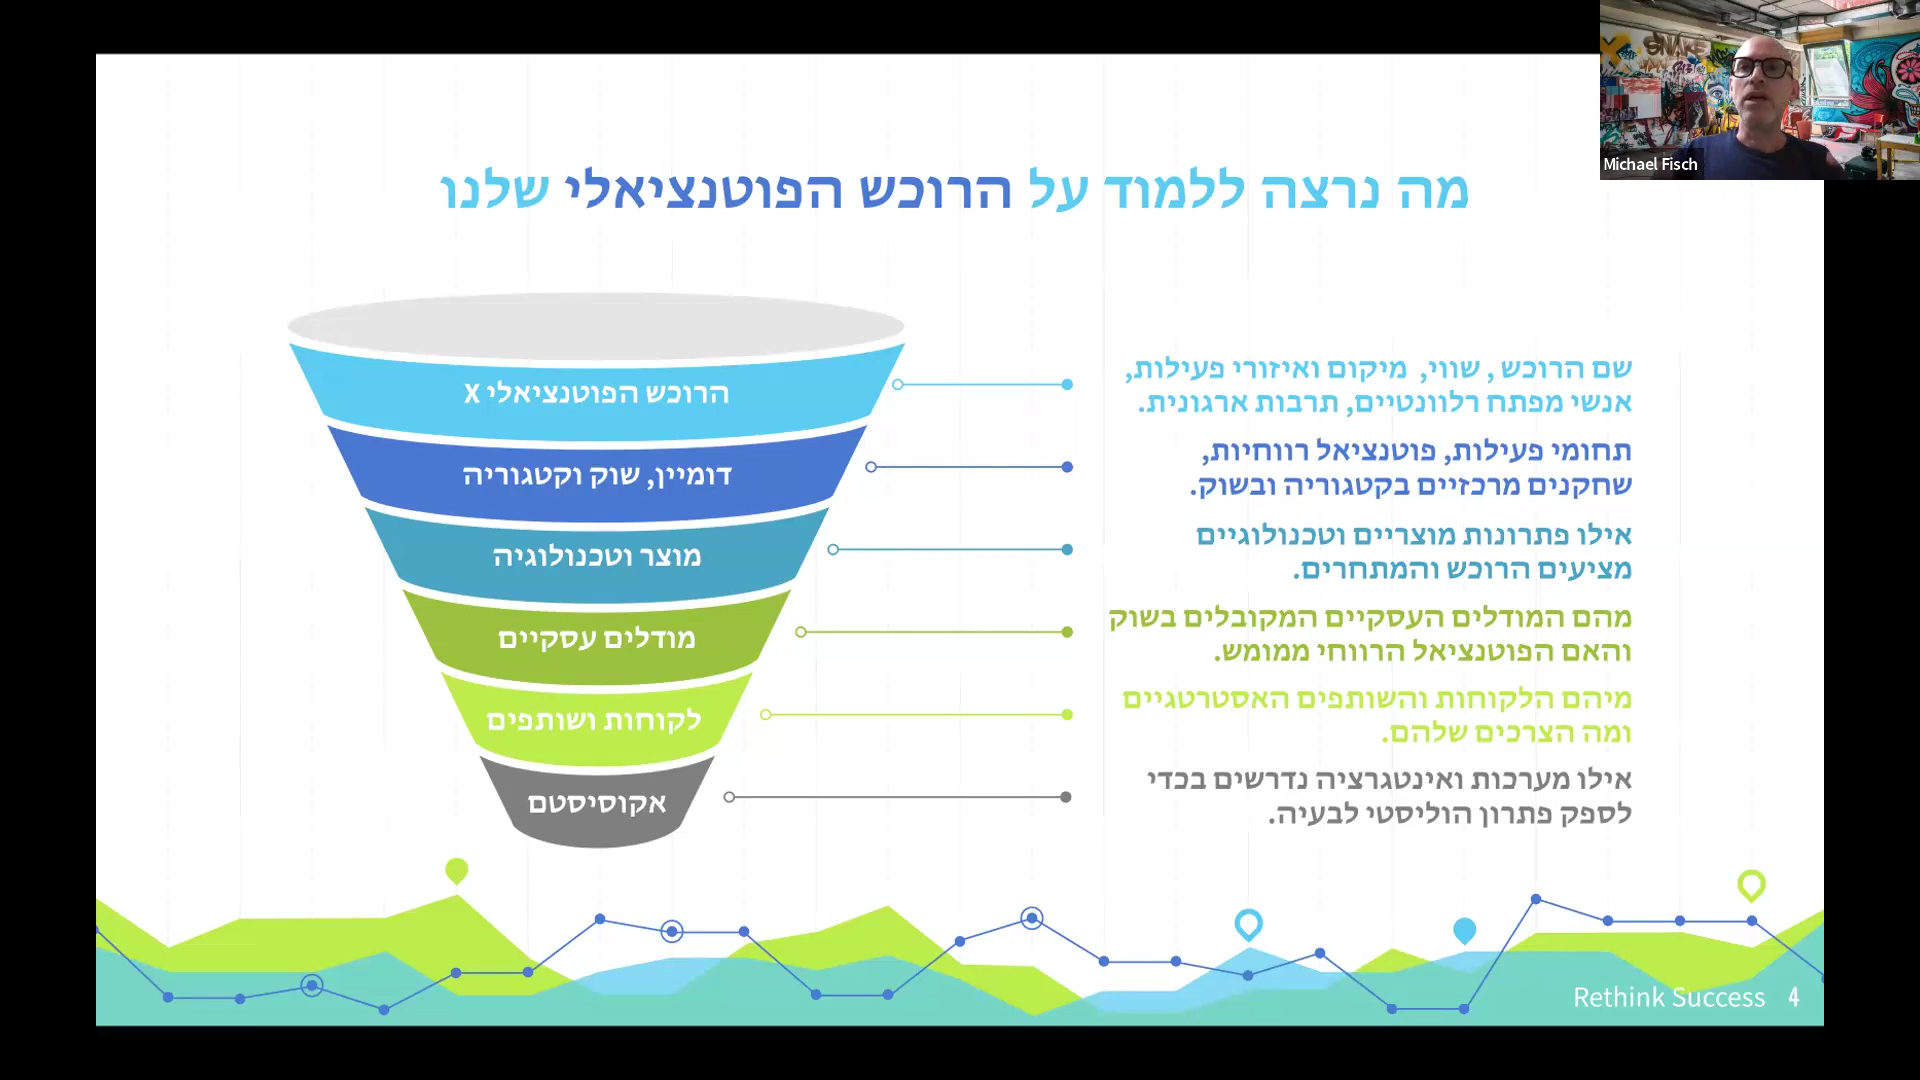 מה נרצה ללמוד על הרוכש הפוטנציאלי שלנו
הרוכש הפוטנציאלי X
שם הרוכש , שווי, מיקום ואיזורי פעילות,
אנשי מפתח רלוונטיים, תרבות ארגונית.
דומיין, שוק וקטגוריה
תחומי פעילות, פוטנציאל רווחיות,
שחקנים מרכזיים בקטגוריה ובשוק.
מוצר וטכנולוגיה
אילו פתרונות מוצריים וטכנולוגיים
מציעים הרוכש והמתחרים.
מודלים עסקיים
מהם המודלים העסקיים המקובלים בשוק
והאם הפוטנציאל הרווחי ממומש.
לקוחות ושותפים
מיהם הלקוחות והשותפים האסטרטגיים
ומה הצרכים שלהם.
אקוסיסטם
אילו מערכות ואינטגרציה נדרשים בכדי
לספק פתרון הוליסטי לבעיה.
Rethink Success 4
Michael Fisch